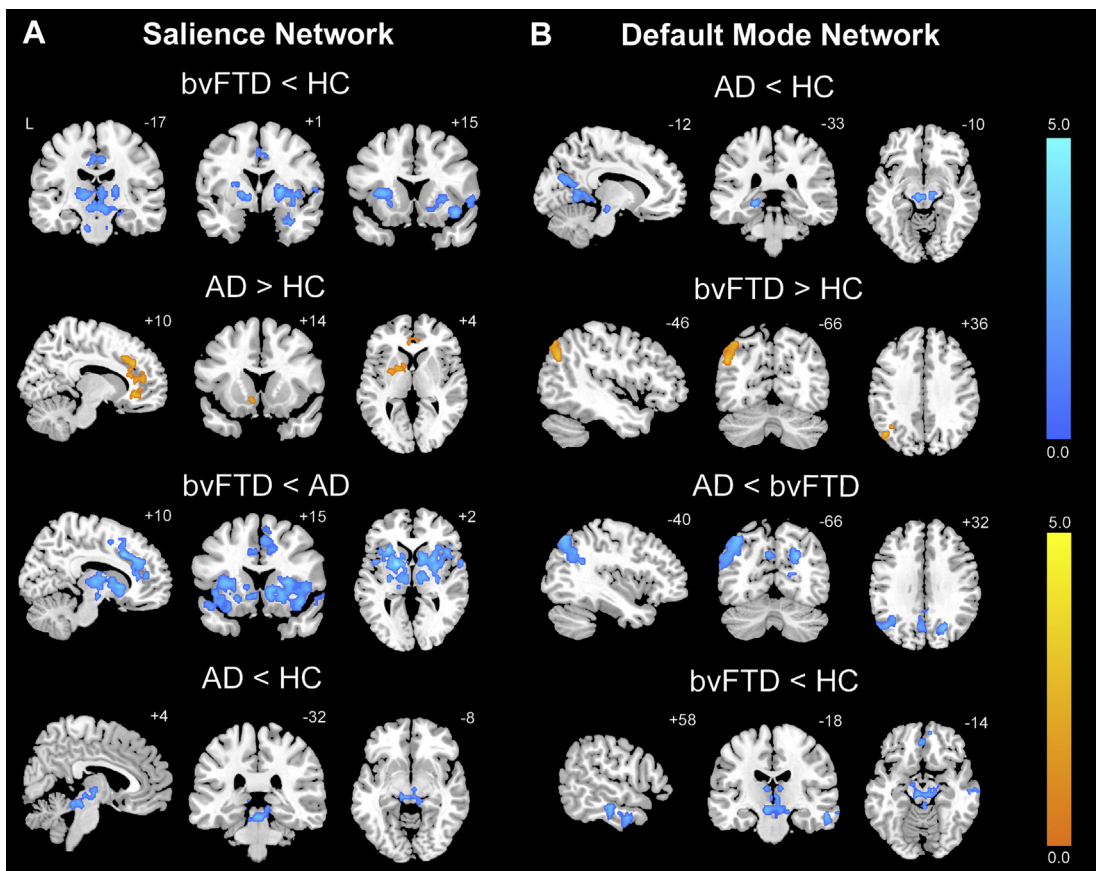 A Salience Network
bvFTD < HC
L -17 +1 +15
AD > HC
+10 +14 +4
bvFTD < AD
+10 +15 +2
AD < HC
+4 -32 -8
B Default Mode Network
AD < HC
-12 -33 -10
bvFTD > HC
-46 -66 +36
AD < bvFTD
-40 -66 +32
bvFTD < HC
+58 -18 -14
5.0
0.0
5.0
0.0